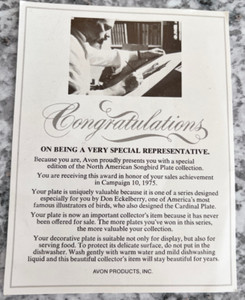 Congratulations
ON BEING A VERY SPECIAL REPRESENTATIVE.
Because you are, Avon proudly presents you with a special
edition of the North American Songbird Plate collection.
You are receiving this award in honor of your sales achievement
in Campaign 10, 1975.
Your plate is uniquely valuable because it is one of a series designed
especially for you by Don Eckelberry, one of America's most
famous illustrators of birds, who also designed the Cardinal Plate.
Your plate is now an important collector's item because it has never
been offered for sale. The more plates you've won in this series,
the more valuable your collection.
Your decorative plate is suitable not only for display, but also for
serving food. To protect its delicate surface, do not put in the
dishwasher. Wash gently with warm water and mild dishwashing
liquid and this beautiful collector's item will stay beautiful for years.
AVON PRODUCTS, INC.